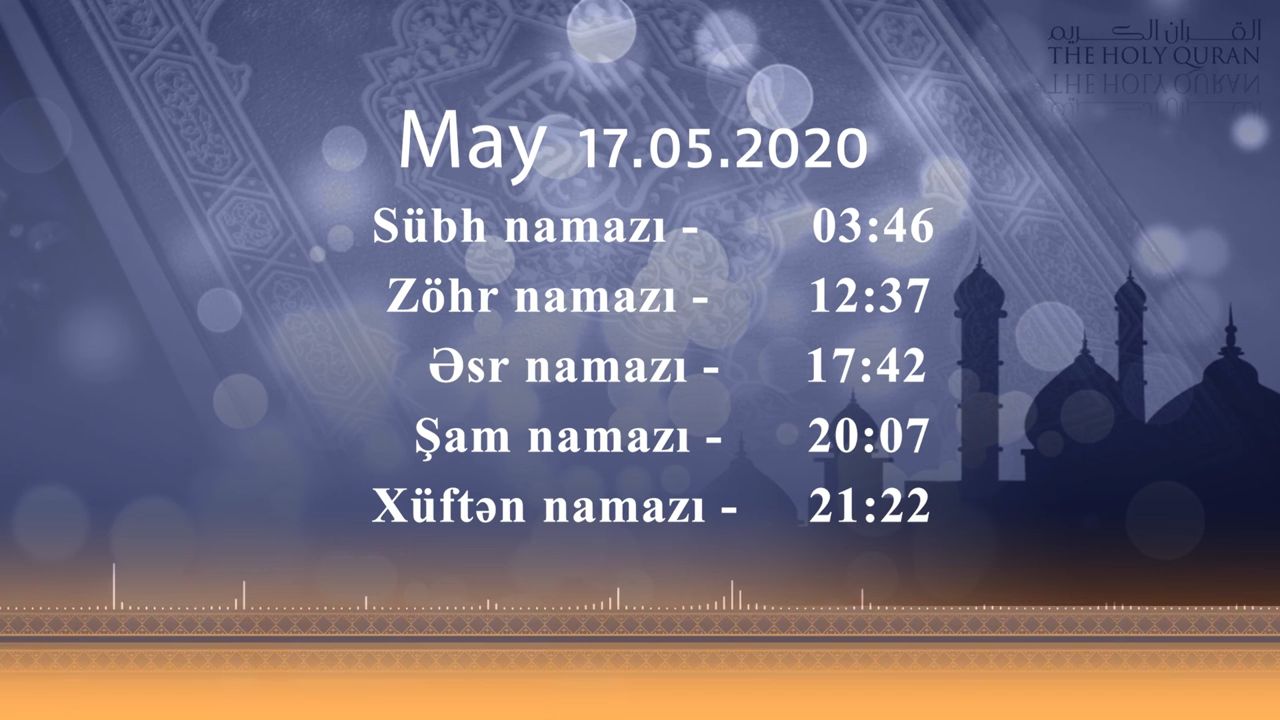 القرآن الكريم
THE HOLY QURAN
May 17.05.2020
Sübh namazı - 03:46
Zöhr namazı - 12:37
Əsr namazı - 17:42
Şam namazı - 20:07
Xüftən namazı - 21:22